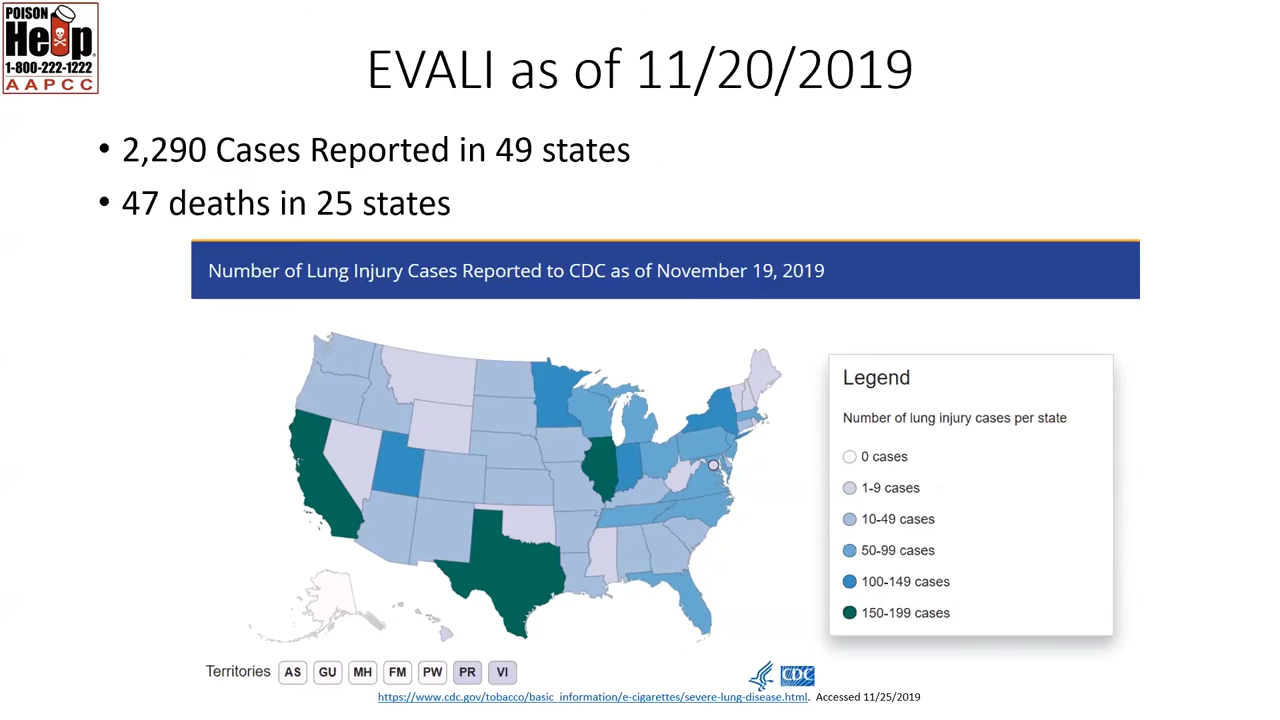 POISON
Help
1-800-222-1222
AAPCC
EVALI as of 11/20/2019
• 2,290 Cases Reported in 49 states
• 47 deaths in 25 states
Number of Lung Injury Cases Reported to CDC as of November 19, 2019
Legend
Number of lung injury cases per state
0 cases
1-9 cases
10-49 cases
50-99 cases
100-149 cases
150-199 cases
Territories AS GU MH FM PW PR VI
CDC
https://www.cdc.gov/tobacco/basic_information/e-cigarettes/severe-lung-disease.html. Accessed 11/25/2019